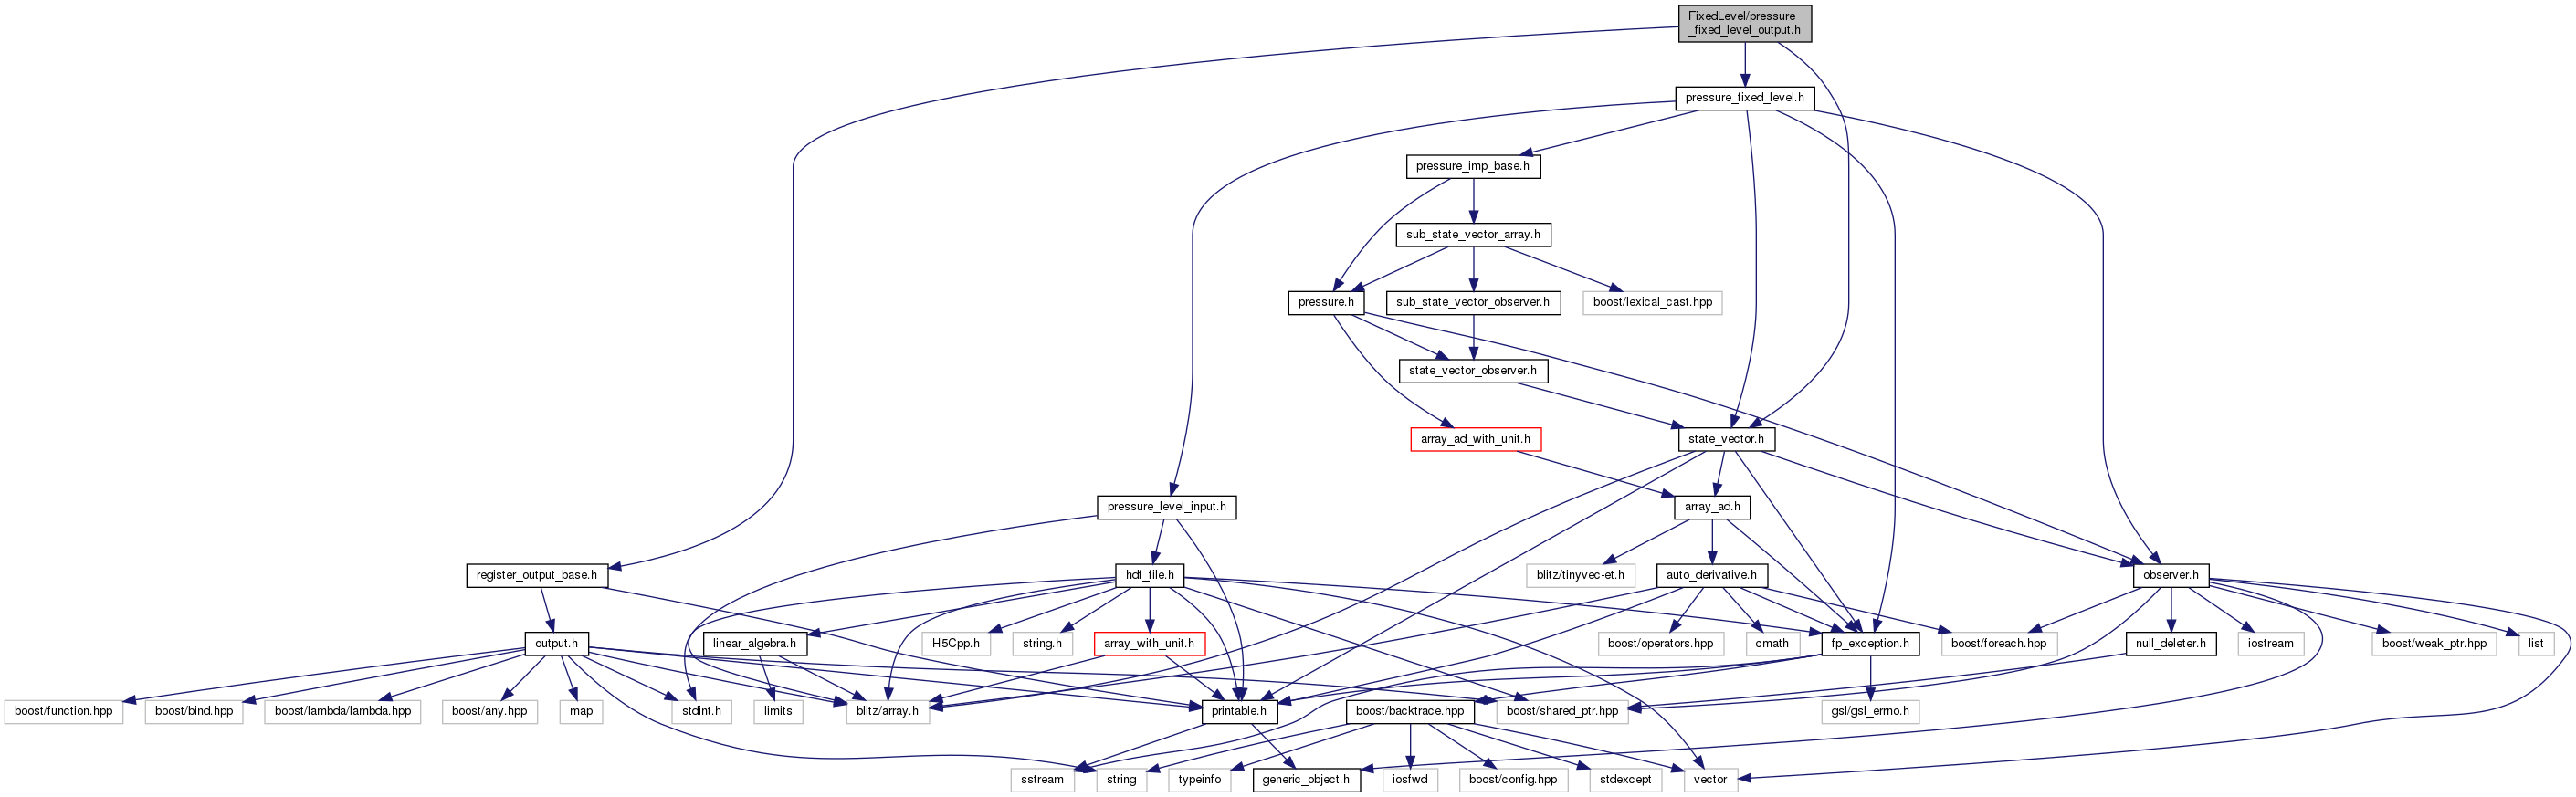 FixedLevel/pressure
_fixed_level_output.h
pressure_fixed_level.h
pressure_imp_base.h
sub_state_vector_array.h
pressure.h
sub_state_vector_observer.h
boost/lexical_cast.hpp
state_vector_observer.h
array_ad_with_unit.h
state_vector.h
pressure_level_input.h
array_ad.h
register_output_base.h
hdf_file.h
blitz/tinyvec-et.h
auto_derivative.h
observer.h
output.h
linear_algebra.h
H5Cpp.h
string.h
array_with_unit.h
boost/operators.hpp
cmath
fp_exception.h
boost/foreach.hpp
null_deleter.h
iostream
boost/weak_ptr.hpp
list
boost/function.hpp
boost/bind.hpp
boost/lambda/lambda.hpp
boost/any.hpp
map
stdint.h
limits
blitz/array.h
printable.h
boost/backtrace.hpp
boost/shared_ptr.hpp
gsl/gsl_errno.h
sstream
string
typeinfo
generic_object.h
iosfwd
boost/config.hpp
stdexcept
vector